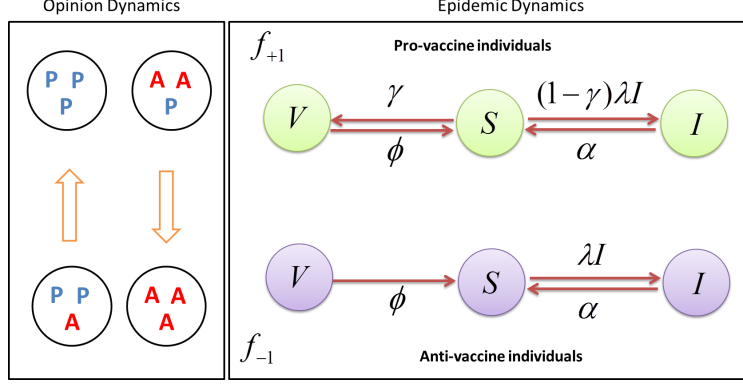 Opinion Dynamics
P P
P
A A
P
P P
A
A A
A
Epidemic Dynamics
f+1
Pro-vaccine individuals
V
γ
ϕ
S
(1−γ)λI
α
I
V
ϕ
S
λI
α
I
f−1
Anti-vaccine individuals